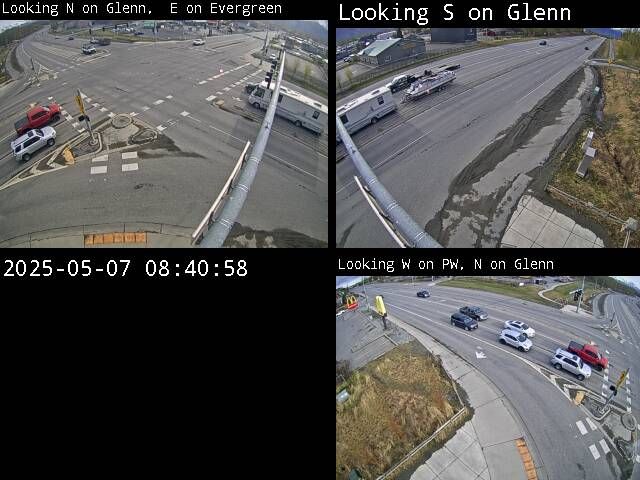 Looking N on Glenn,  E on Evergreen
Looking S on Glenn
2025-05-07 08:40:58
Looking W on PW, N on Glenn